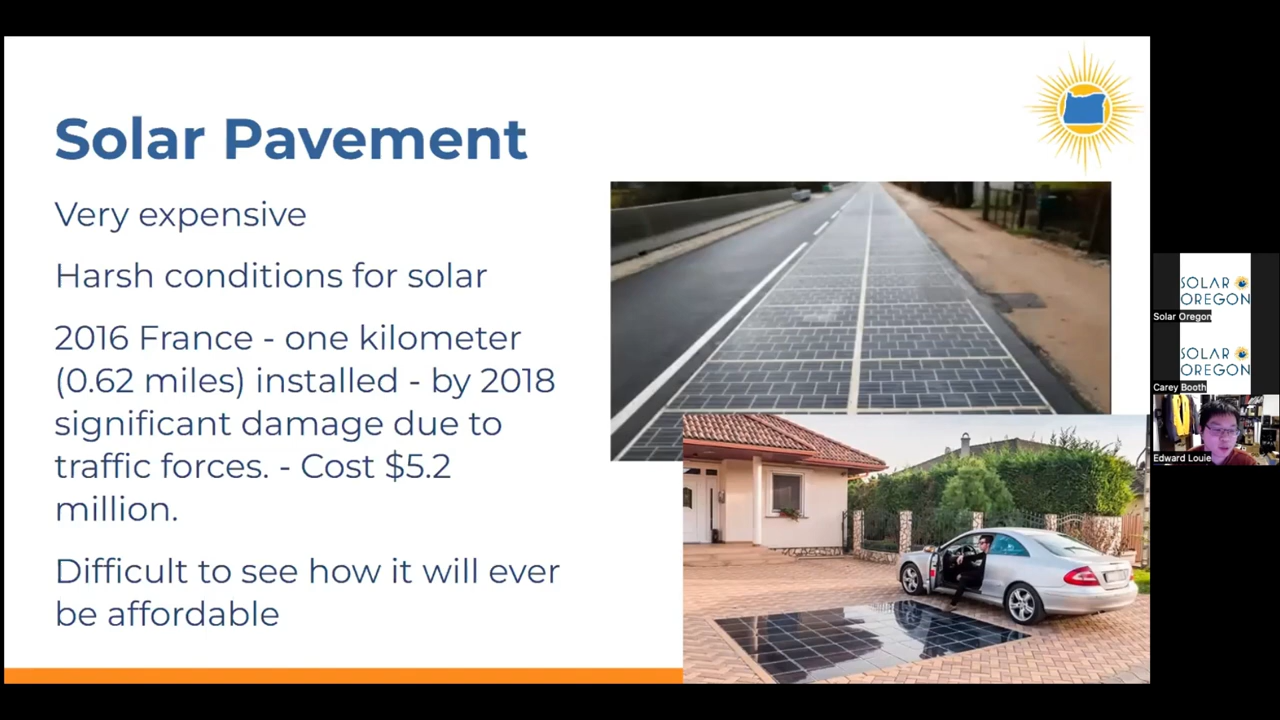 Solar Pavement
Very expensive
Harsh conditions for solar
2016 France - one kilometer
(0.62 miles) installed - by 2018
significant damage due to
traffic forces. - Cost $5.2
million.
Difficult to see how it will ever
be affordable
SOLAR
OREGON
Solar Oregon
SOLAR
OREGON
Carey Booth
Edward Louie